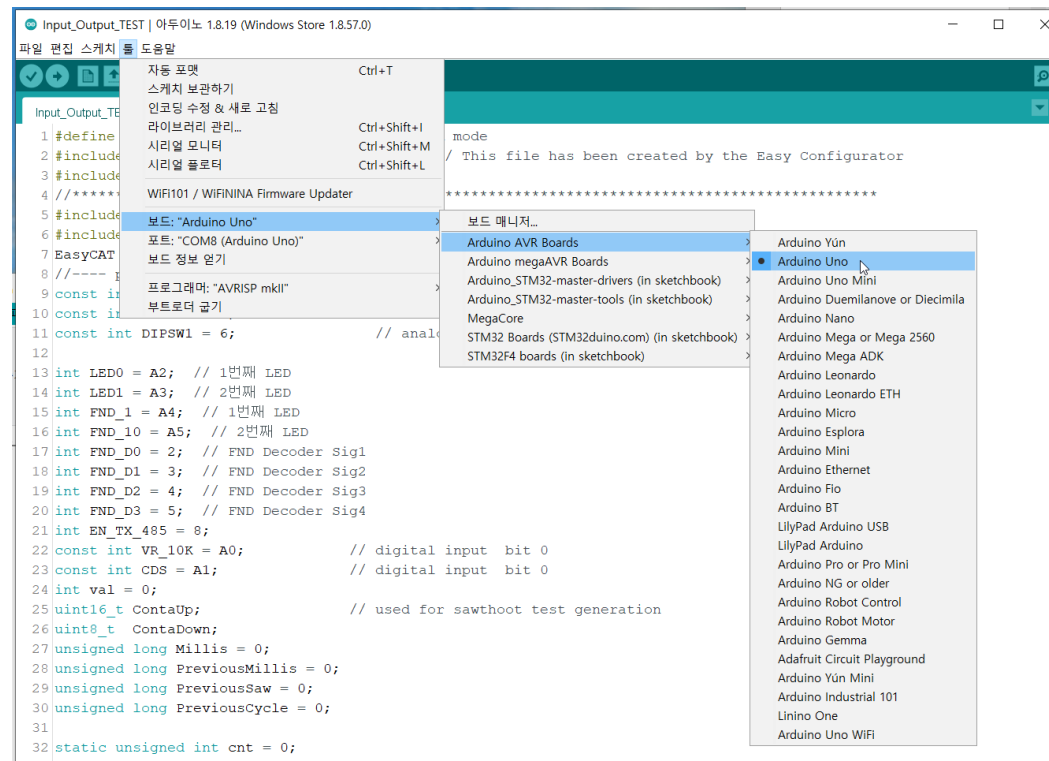 Input_Output_TEST | 아두이노 1.8.19 (Windows Store 1.8.57.0)
파일 편집 스케치 툴 도움말
자동 포맷 Ctrl+T
스케치 보관하기
인코딩 수정 & 새로 고침
라이브러리 관리... Ctrl+Shift+I
시리얼 모니터 Ctrl+Shift+M
시리얼 플로터 Ctrl+Shift+L
WiFi101 / WiFiNINA Firmware Updater
보드: "Arduino Uno"
포트: "COM8 (Arduino Uno)"
보드 정보 얻기
프로그래머: "AVRISP mkII"
부트로더 굽기
보드 매니저...
Arduino AVR Boards
Arduino megaAVR Boards
Arduino_STM32-master-drivers (in sketchbook)
Arduino_STM32-master-tools (in sketchbook)
MegaCore
STM32 Boards (STM32duino.com) (in sketchbook)
STM32F4 boards (in sketchbook)
Arduino Yún
Arduino Uno
Arduino Uno Mini
Arduino Duemilanove or Diecimila
Arduino Nano
Arduino Mega or Mega 2560
Arduino Mega ADK
Arduino Leonardo
Arduino Leonardo ETH
Arduino Micro
Arduino Esplora
Arduino Mini
Arduino Ethernet
Arduino Fio
Arduino BT
LilyPad Arduino USB
LilyPad Arduino
Arduino Pro or Pro Mini
Arduino NG or older
Arduino Robot Control
Arduino Robot Motor
Arduino Gemma
Adafruit Circuit Playground
Arduino Yún Mini
Arduino Industrial 101
Linino One
Arduino Uno WiFi
Input_Output_TE
1 #define mode
2 #include / This file has been created by the Easy Configurator
3 #include
4 //***** **************************************************
5 #include
6 #include
7 EasyCAT
8 //---- p
9 const in
10 const in
11 const int DIPSW1 = 6; // analo
12
13 int LED0 = A2; // 1번째 LED
14 int LED1 = A3; // 2번째 LED
15 int FND_1 = A4; // 1번째 LED
16 int FND_10 = A5; // 2번째 LED
17 int FND_D0 = 2; // FND Decoder Sig1
18 int FND_D1 = 3; // FND Decoder Sig2
19 int FND_D2 = 4; // FND Decoder Sig3
20 int FND_D3 = 5; // FND Decoder Sig4
21 int EN_TX_485 = 8;
22 const int VR_10K = A0; // digital input bit 0
23 const int CDS = A1; // digital input bit 0
24 int val = 0;
25 uint16_t ContaUp; // used for sawthoot test generation
26 uint8_t ContaDown;
27 unsigned long Millis = 0;
28 unsigned long PreviousMillis = 0;
29 unsigned long PreviousSaw = 0;
30 unsigned long PreviousCycle = 0;
31
32 static unsigned int cnt = 0;